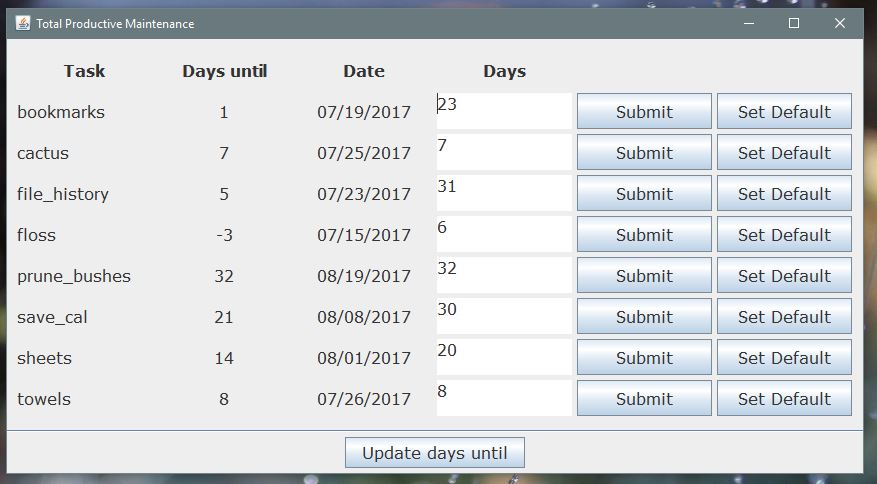 Total Productive Maintenance
Task Days until Date Days
bookmarks 1 07/19/2017 23 Submit Set Default
cactus 7 07/25/2017 7 Submit Set Default
file_history 5 07/23/2017 31 Submit Set Default
floss -3 07/15/2017 6 Submit Set Default
prune_bushes 32 08/19/2017 32 Submit Set Default
save_cal 21 08/08/2017 30 Submit Set Default
sheets 14 08/01/2017 20 Submit Set Default
towels 8 07/26/2017 8 Submit Set Default
Update days until